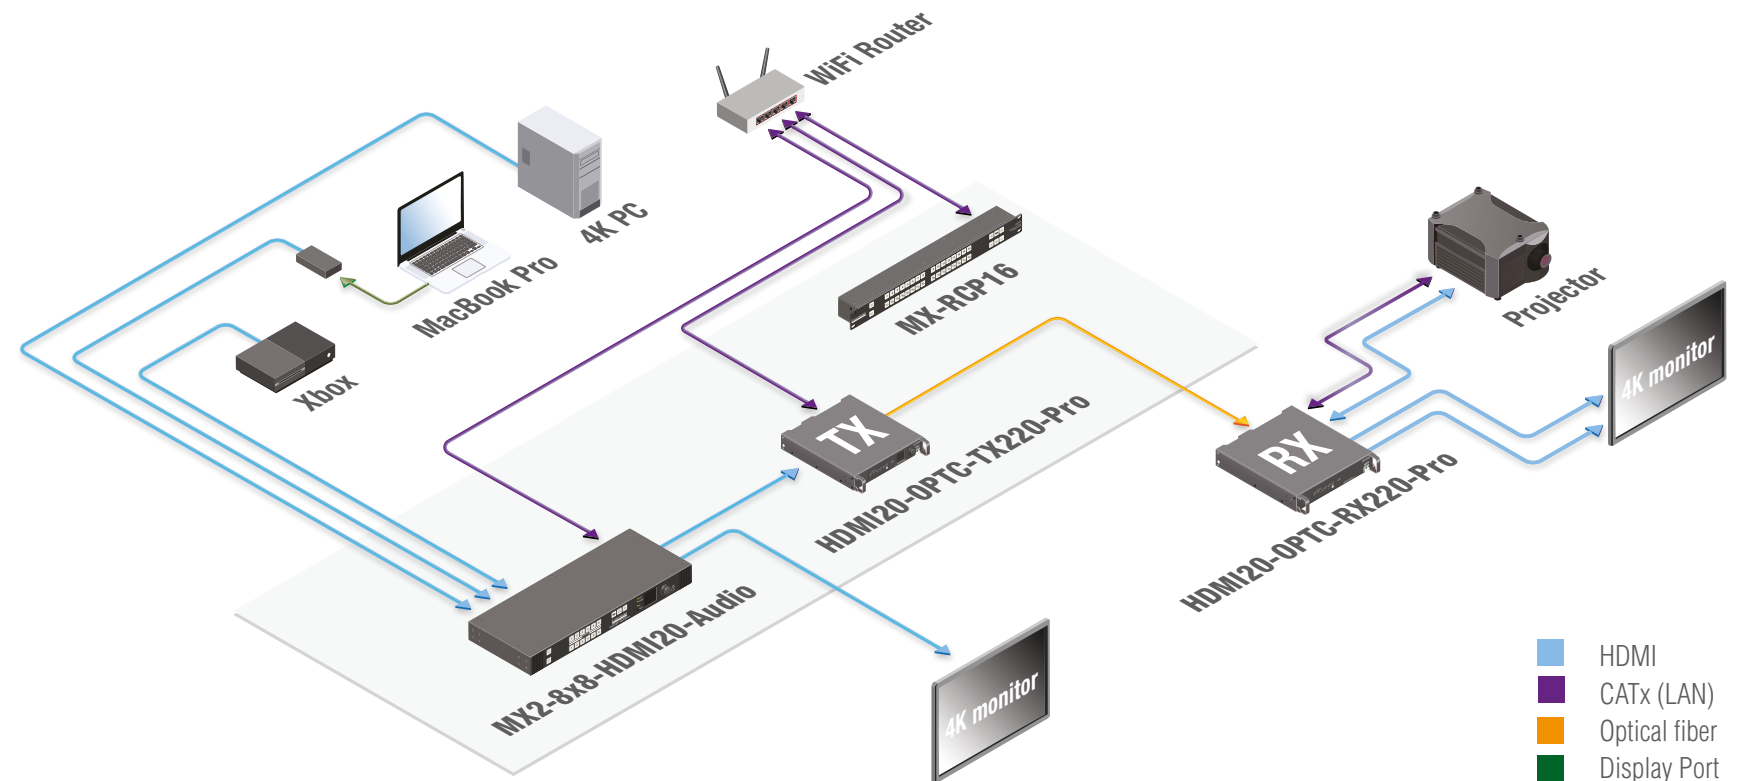 WiFi Router
4K PC
MacBook Pro
MX-RCP16
Projector
Xbox
4K monitor
TX
HDMI20-OPTC-TX220-Pro
RX
HDMI20-OPTC-RX220-Pro
MX2-8x8-HDMI20-Audio
4K monitor
HDMI
CATx (LAN)
Optical fiber
Display Port